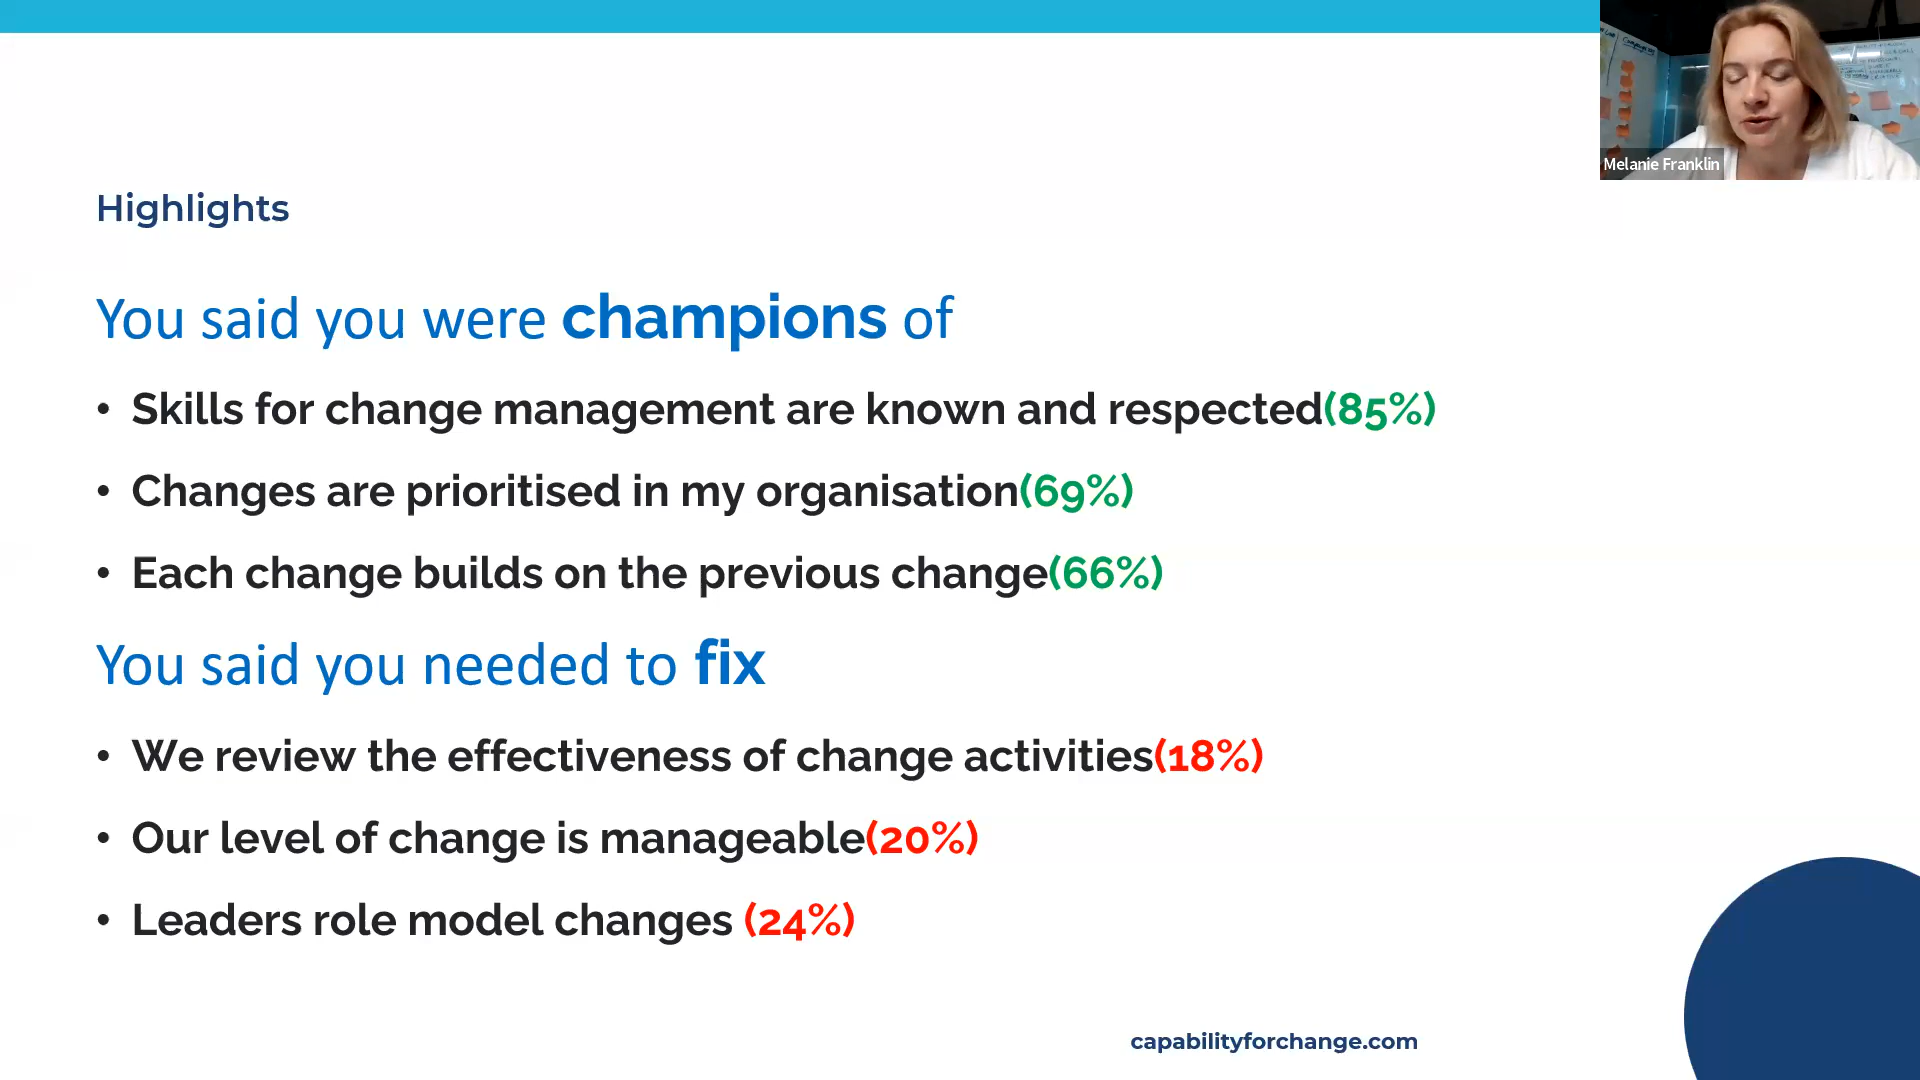 Melanie Franklin
Highlights
You said you were champions of
• Skills for change management are known and respected(85%)
• Changes are prioritised in my organisation(69%)
• Each change builds on the previous change(66%)
You said you needed to fix
• We review the effectiveness of change activities(18%)
• Our level of change is manageable(20%)
• Leaders role model changes (24%)
capabilityforchange.com